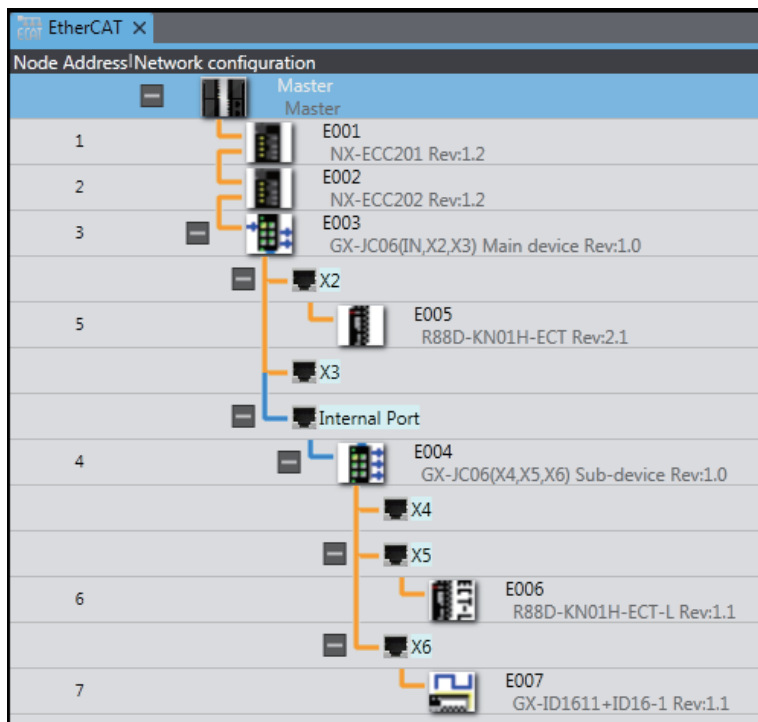 EtherCAT
Node Address Network configuration
Master
Master
1
E001
NX-ECC201 Rev:1.2
2
E002
NX-ECC202 Rev:1.2
3
E003
GX-JC06(IN,X2,X3) Main device Rev:1.0
X2
5
E005
R88D-KN01H-ECT Rev:2.1
X3
Internal Port
4
E004
GX-JC06(X4,X5,X6) Sub-device Rev:1.0
X4
X5
6
ECT-L
E006
R88D-KN01H-ECT-L Rev:1.1
X6
7
E007
GX-ID1611+ID16-1 Rev:1.1